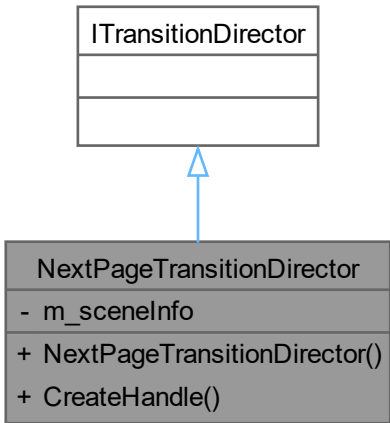 ITransitionDirector
NextPageTransitionDirector
- m_sceneInfo
+ NextPageTransitionDirector()
+ CreateHandle()